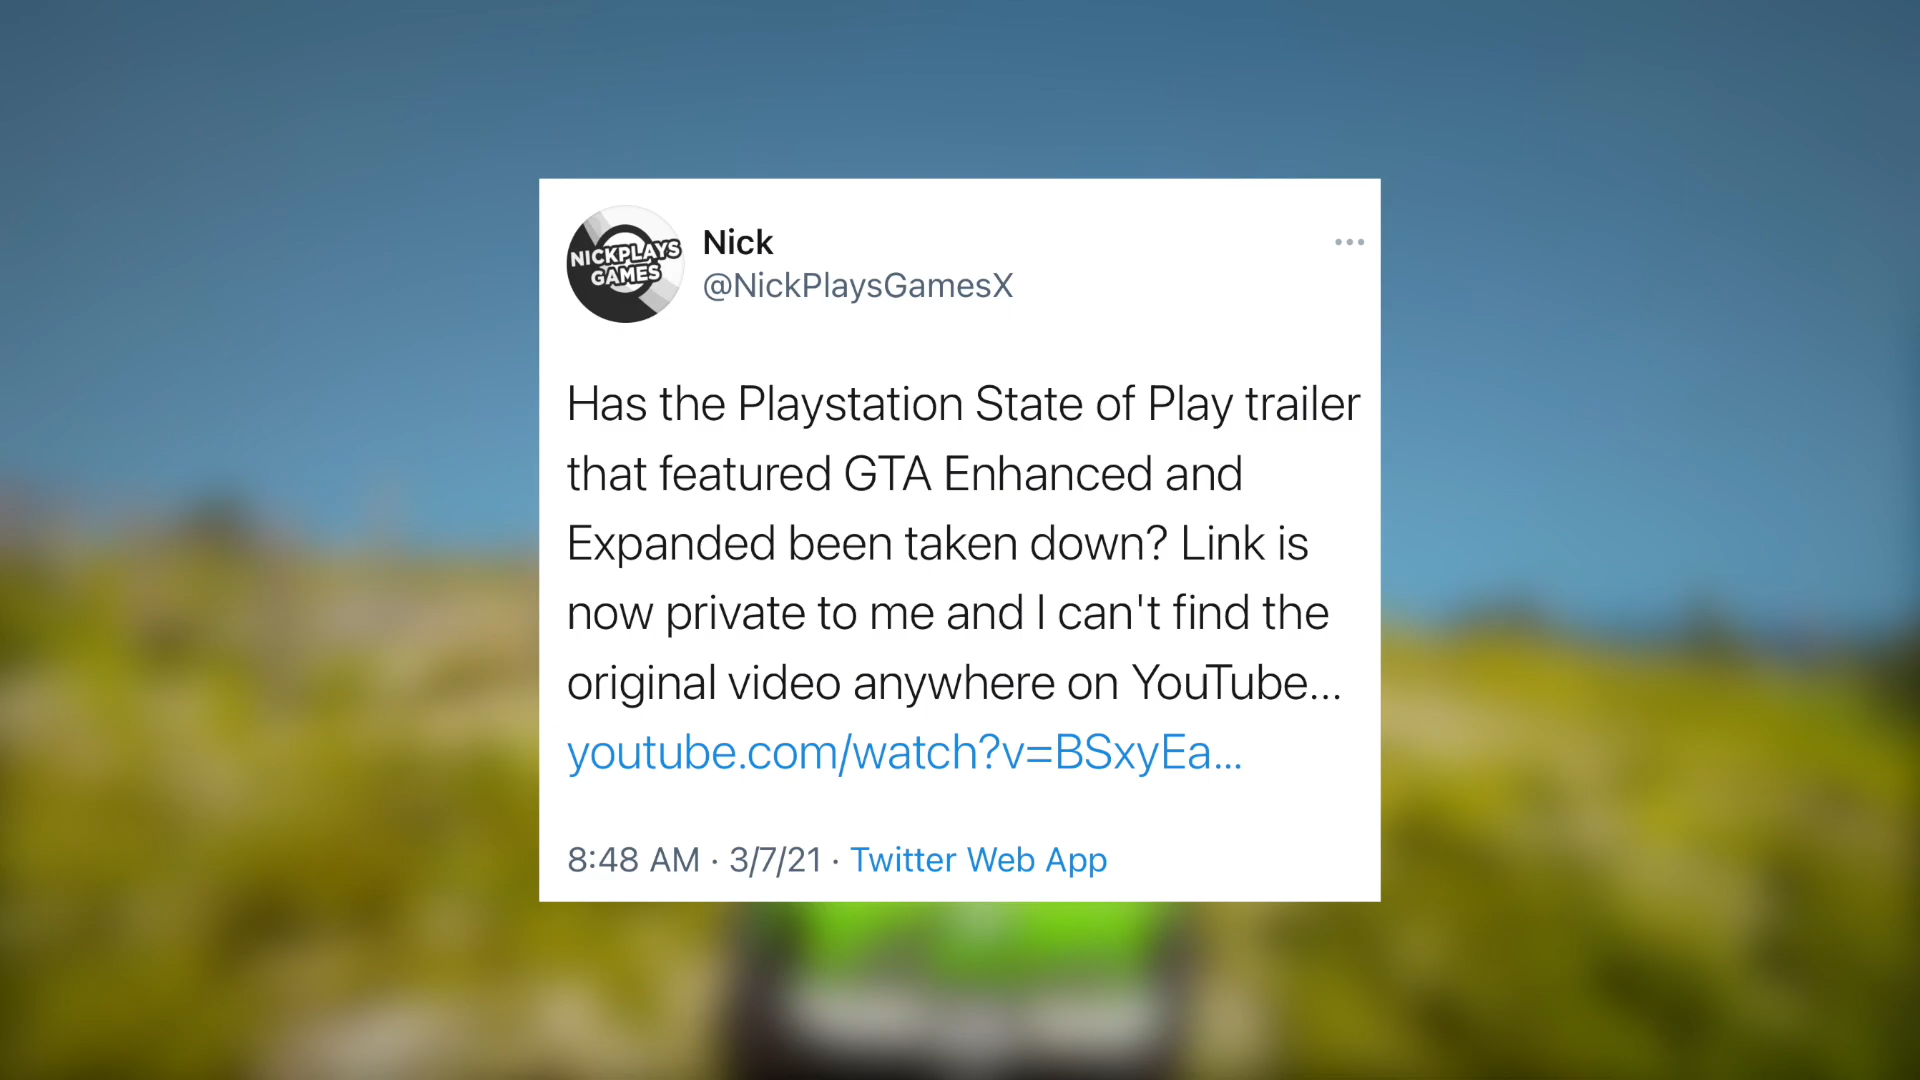 NICKPLAYS
GAMES
Nick
@NickPlaysGamesX
Has the Playstation State of Play trailer
that featured GTA Enhanced and
Expanded been taken down? Link is
now private to me and I can't find the
original video anywhere on YouTube...
youtube.com/watch?v=BSxyEa...
8:48 AM · 3/7/21 · Twitter Web App